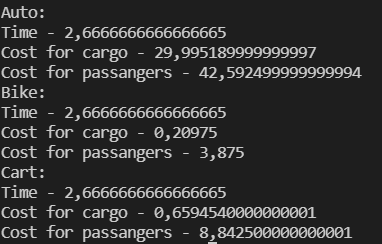 Auto:
Time - 2,6666666666666665
Cost for cargo - 29,995189999999997
Cost for passangers - 42,592499999999994
Bike:
Time - 2,6666666666666665
Cost for cargo - 0,20975
Cost for passangers - 3,875
Cart:
Time - 2,6666666666666665
Cost for cargo - 0,6594540000000001
Cost for passangers - 8,842500000000001